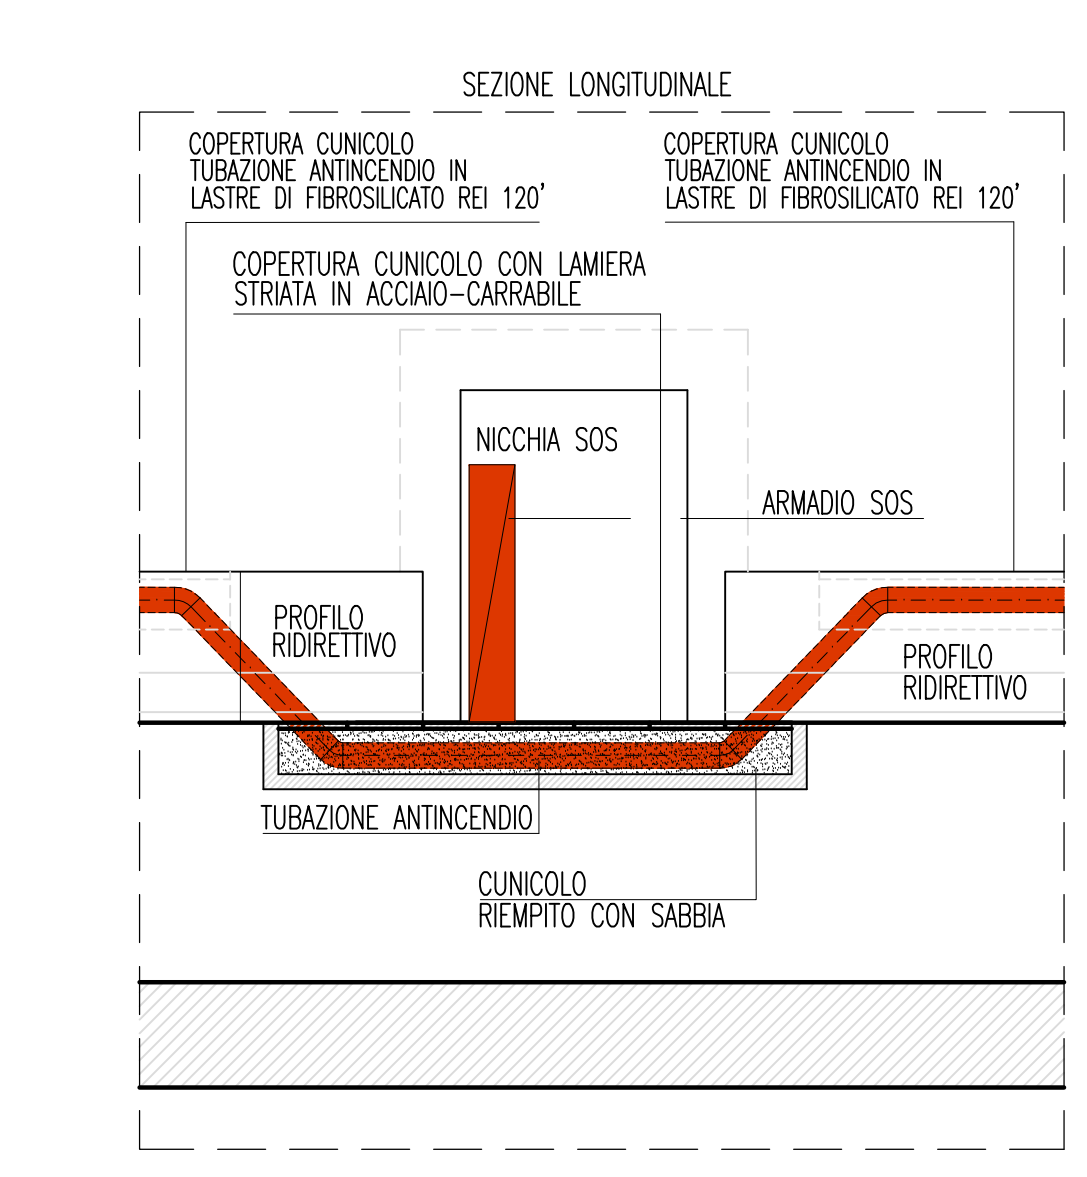 SEZIONE LONGITUDINALE
COPERTURA CUNICOLO
TUBAZIONE ANTINCENDIO IN
LASTRE DI FIBROSILICATO REI 120'
COPERTURA CUNICOLO
TUBAZIONE ANTINCENDIO IN
LASTRE DI FIBROSILICATO REI 120'
COPERTURA CUNICOLO CON LAMIERA
STRIATA IN ACCIAIO-CARRABILE
NICCHIA SOS
ARMADIO SOS
PROFILO
RIDIRETTIVO
PROFILO
RIDIRETTIVO
TUBAZIONE ANTINCENDIO
CUNICOLO
RIEMPITO CON SABBIA